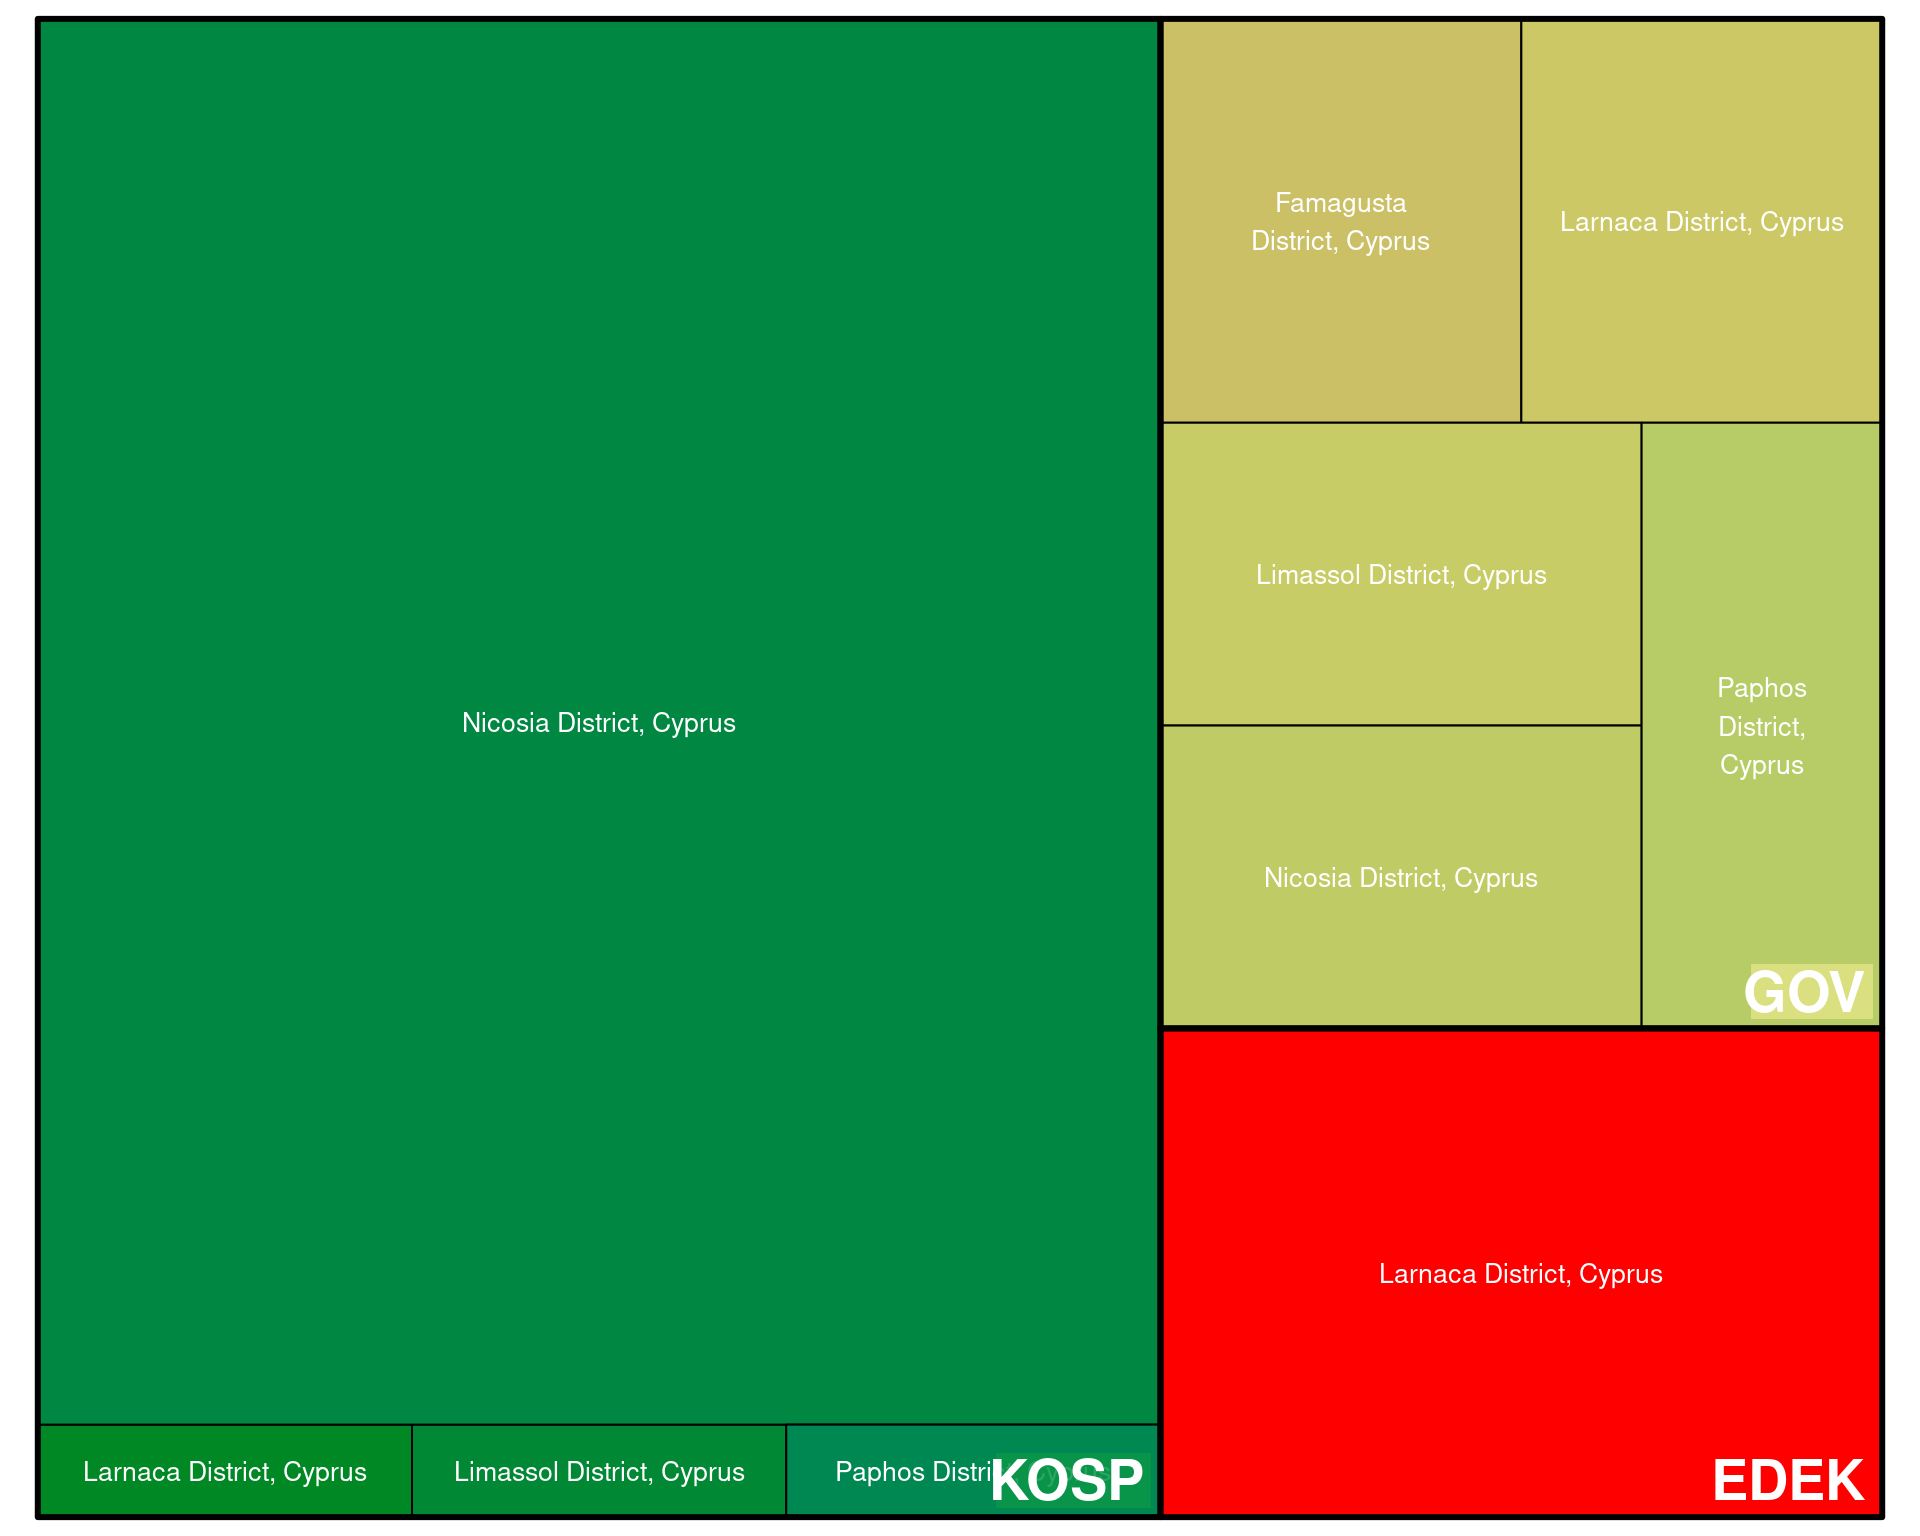 Nicosia District, Cyprus
Larnaca District, Cyprus
Limassol District, Cyprus
Paphos Distri
KOSP
Famagusta
District, Cyprus
Larnaca District, Cyprus
Limassol District, Cyprus
Nicosia District, Cyprus
Paphos
District,
Cyprus
GOV
Larnaca District, Cyprus
EDEK